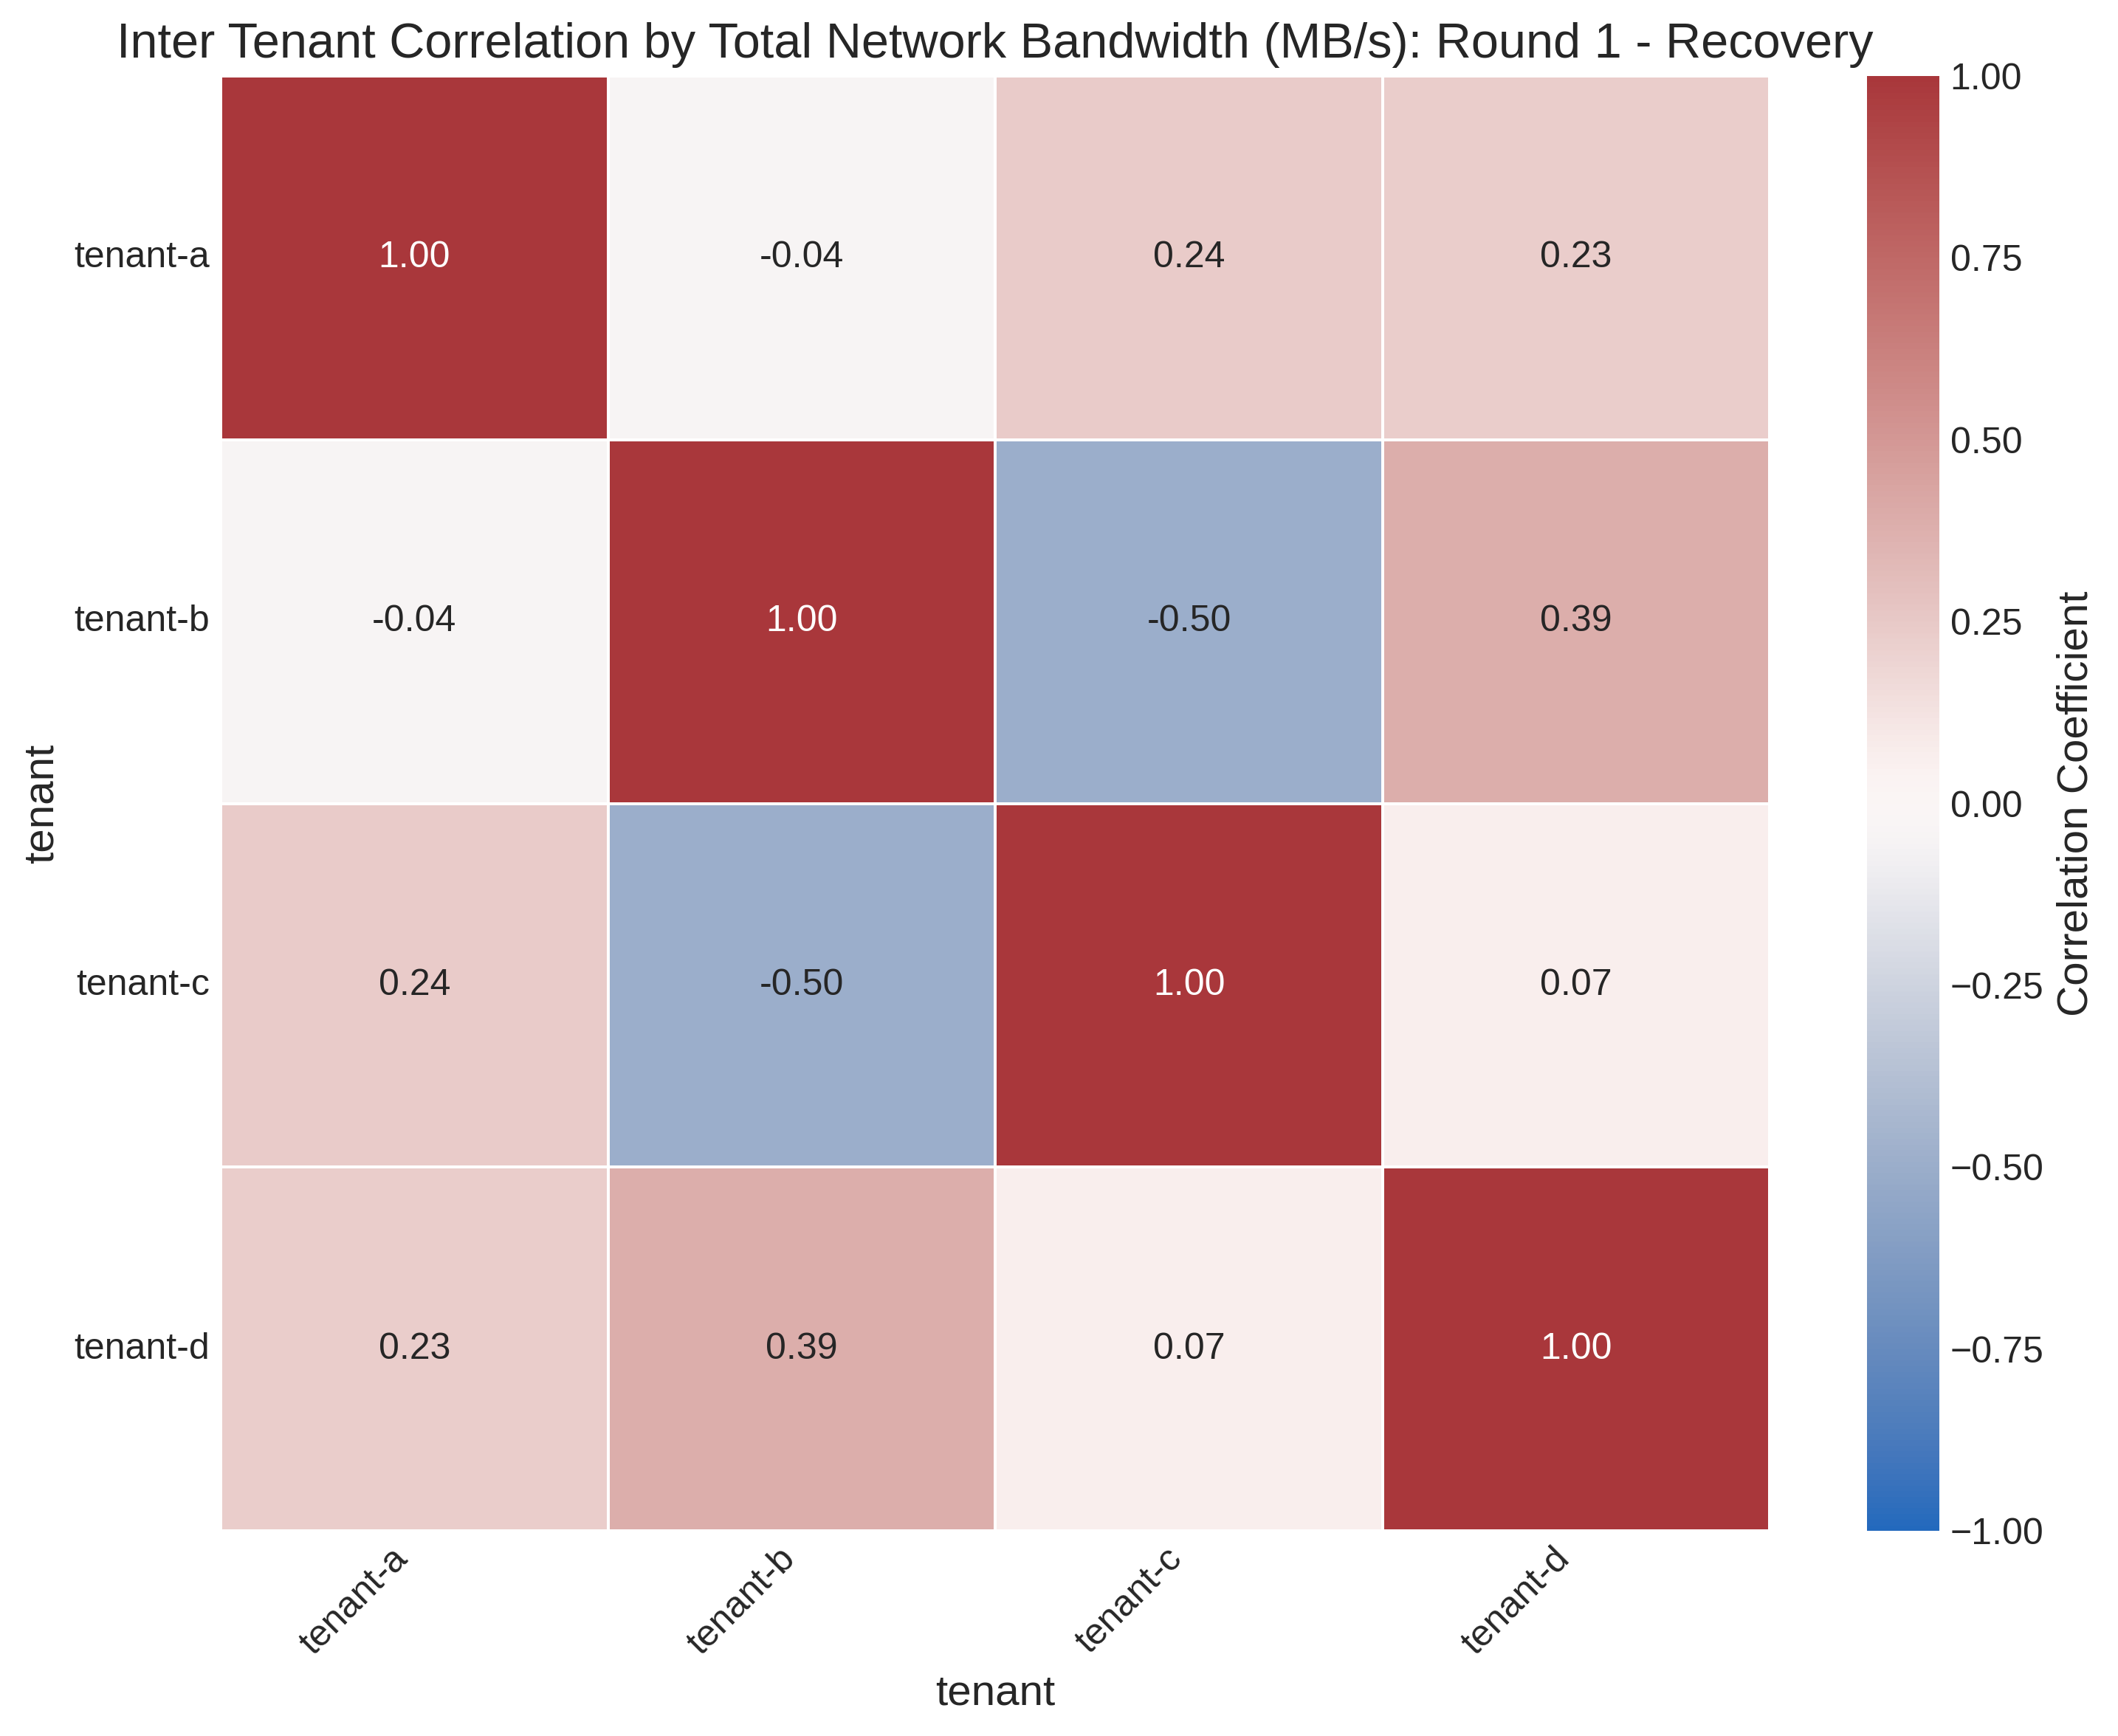 Inter Tenant Correlation by Total Network Bandwidth (MB/s): Round 1 - Recovery
tenant
tenant-a 1.00 -0.04 0.24 0.23
tenant-b -0.04 1.00 -0.50 0.39
tenant-c 0.24 -0.50 1.00 0.07
tenant-d 0.23 0.39 0.07 1.00
tenant-a tenant-b tenant-c tenant-d
tenant
1.00
0.75
0.50
0.25
0.00
−0.25
−0.50
−0.75
−1.00
Correlation Coefficient